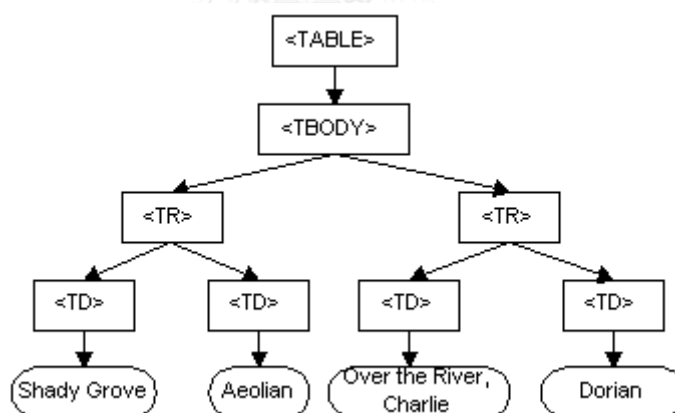 <TABLE>
<TBODY>
<TR> <TR>
<TD> <TD> <TD> <TD>
Shady Grove Aeolian Over the River, Charlie Dorian